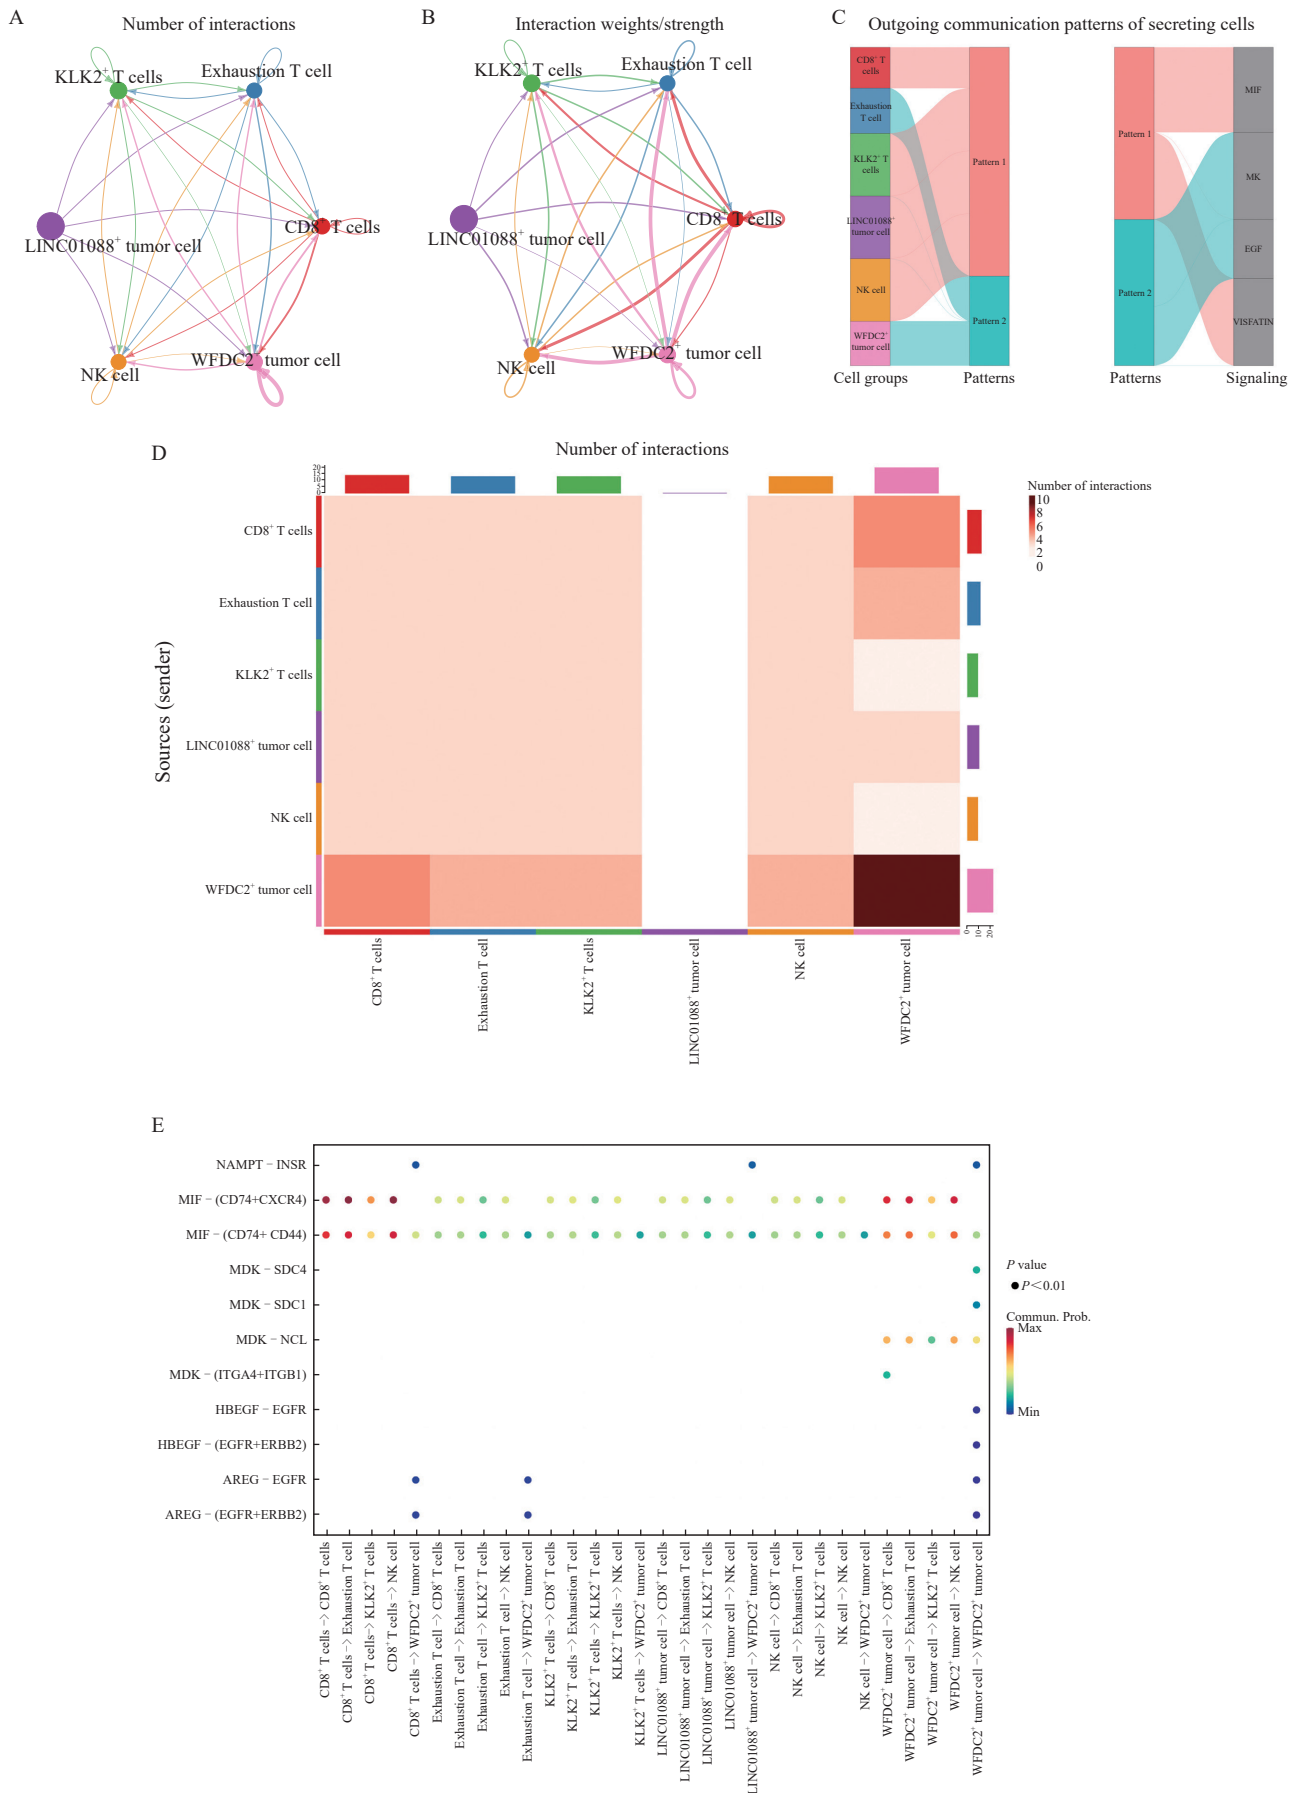 A
Number of interactions
KLK2⁺ T cells
Exhaustion T cell
LINC01088⁺ tumor cell
CD8⁺ T cells
NK cell
WFDC2⁺ tumor cell
B
Interaction weights/strength
KLK2⁺ T cells
Exhaustion T cell
LINC01088⁺ tumor cell
CD8⁺ T cells
NK cell
WFDC2⁺ tumor cell
C
Outgoing communication patterns of secreting cells
CD8⁺ T
cells
Exhaustion
T cell
KLK2⁺ T
cells
LINC01088⁺
tumor cell
NK cell
WFDC2⁺
tumor cell
Pattern 1
Pattern 2
Cell groups
Patterns
Pattern 1
Pattern 2
MIF
MK
EGF
VISFATIN
Patterns
Signaling
D
Number of interactions
20
15
10
5
0
Number of interactions
10
8
6
4
2
0
Sources (sender)
CD8⁺ T cells
Exhaustion T cell
KLK2⁺ T cells
LINC01088⁺ tumor cell
NK cell
WFDC2⁺ tumor cell
0
10
20
CD8⁺ T cells
Exhaustion T cell
KLK2⁺ T cells
LINC01088⁺ tumor cell
NK cell
WFDC2⁺ tumor cell
E
NAMPT − INSR
MIF − (CD74+CXCR4)
MIF − (CD74+ CD44)
MDK − SDC4
MDK − SDC1
MDK − NCL
MDK − (ITGA4+ITGB1)
HBEGF − EGFR
HBEGF − (EGFR+ERBB2)
AREG − EGFR
AREG − (EGFR+ERBB2)
P value
P<0.01
Commun. Prob.
Max
Min
CD8⁺ T cells −> CD8⁺ T cells
CD8⁺ T cells −> Exhaustion T cell
CD8⁺ T cells−> KLK2⁺ T cells
CD8⁺ T cells −> NK cell
CD8⁺ T cells −> WFDC2⁺ tumor cell
Exhaustion T cell −> CD8⁺ T cells
Exhaustion T cell −> Exhaustion T cell
Exhaustion T cell −> KLK2⁺ T cells
Exhaustion T cell −> NK cell
Exhaustion T cell −> WFDC2⁺ tumor cell
KLK2⁺ T cells −> CD8⁺ T cells
KLK2⁺ T cells −> Exhaustion T cell
KLK2⁺ T cells −> KLK2⁺ T cells
KLK2⁺ T cells −> NK cell
KLK2⁺ T cells −> WFDC2⁺ tumor cell
LINC01088⁺ tumor cell −> CD8⁺ T cells
LINC01088⁺ tumor cell −> Exhaustion T cell
LINC01088⁺ tumor cell −> KLK2⁺ T cells
LINC01088⁺ tumor cell −> NK cell
LINC01088⁺ tumor cell −> WFDC2⁺ tumor cell
NK cell −> CD8⁺ T cells
NK cell −> Exhaustion T cell
NK cell−> KLK2⁺ T cells
NK cell −> NK cell
NK cell −> WFDC2⁺ tumor cell
WFDC2⁺ tumor cell −> CD8⁺ T cells
WFDC2⁺ tumor cell −> Exhaustion T cell
WFDC2⁺ tumor cell −> KLK2⁺ T cells
WFDC2⁺ tumor cell −> NK cell
WFDC2⁺ tumor cell −> WFDC2⁺ tumor cell